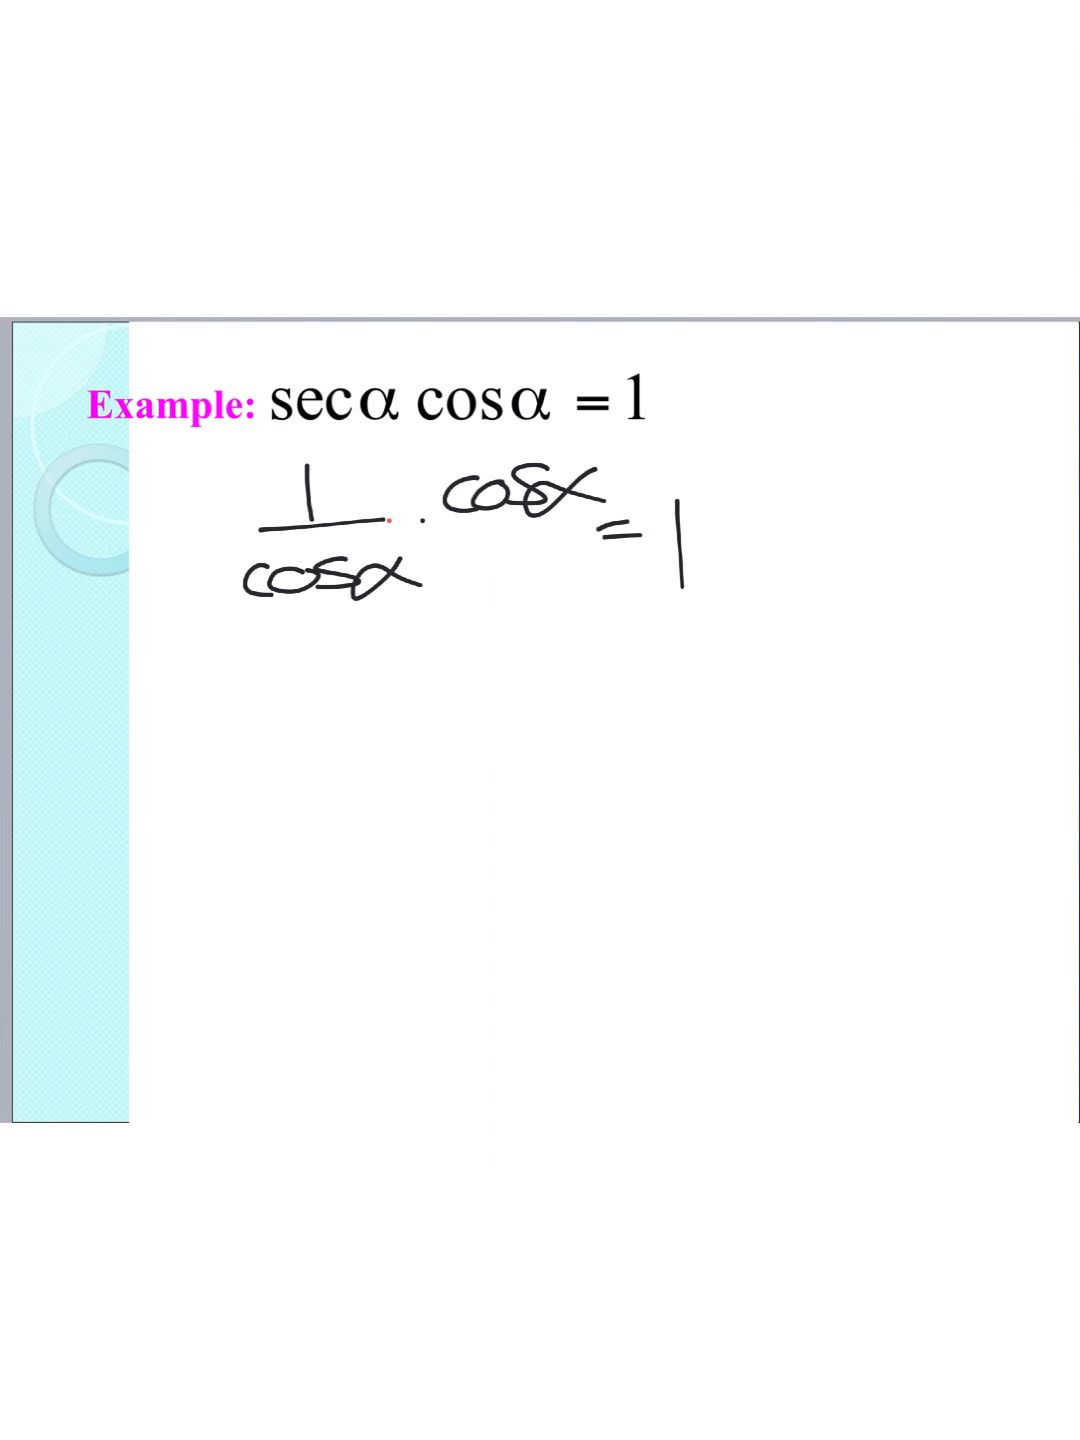 Example: secα cosα = 1
1/cosα · cosα = 1